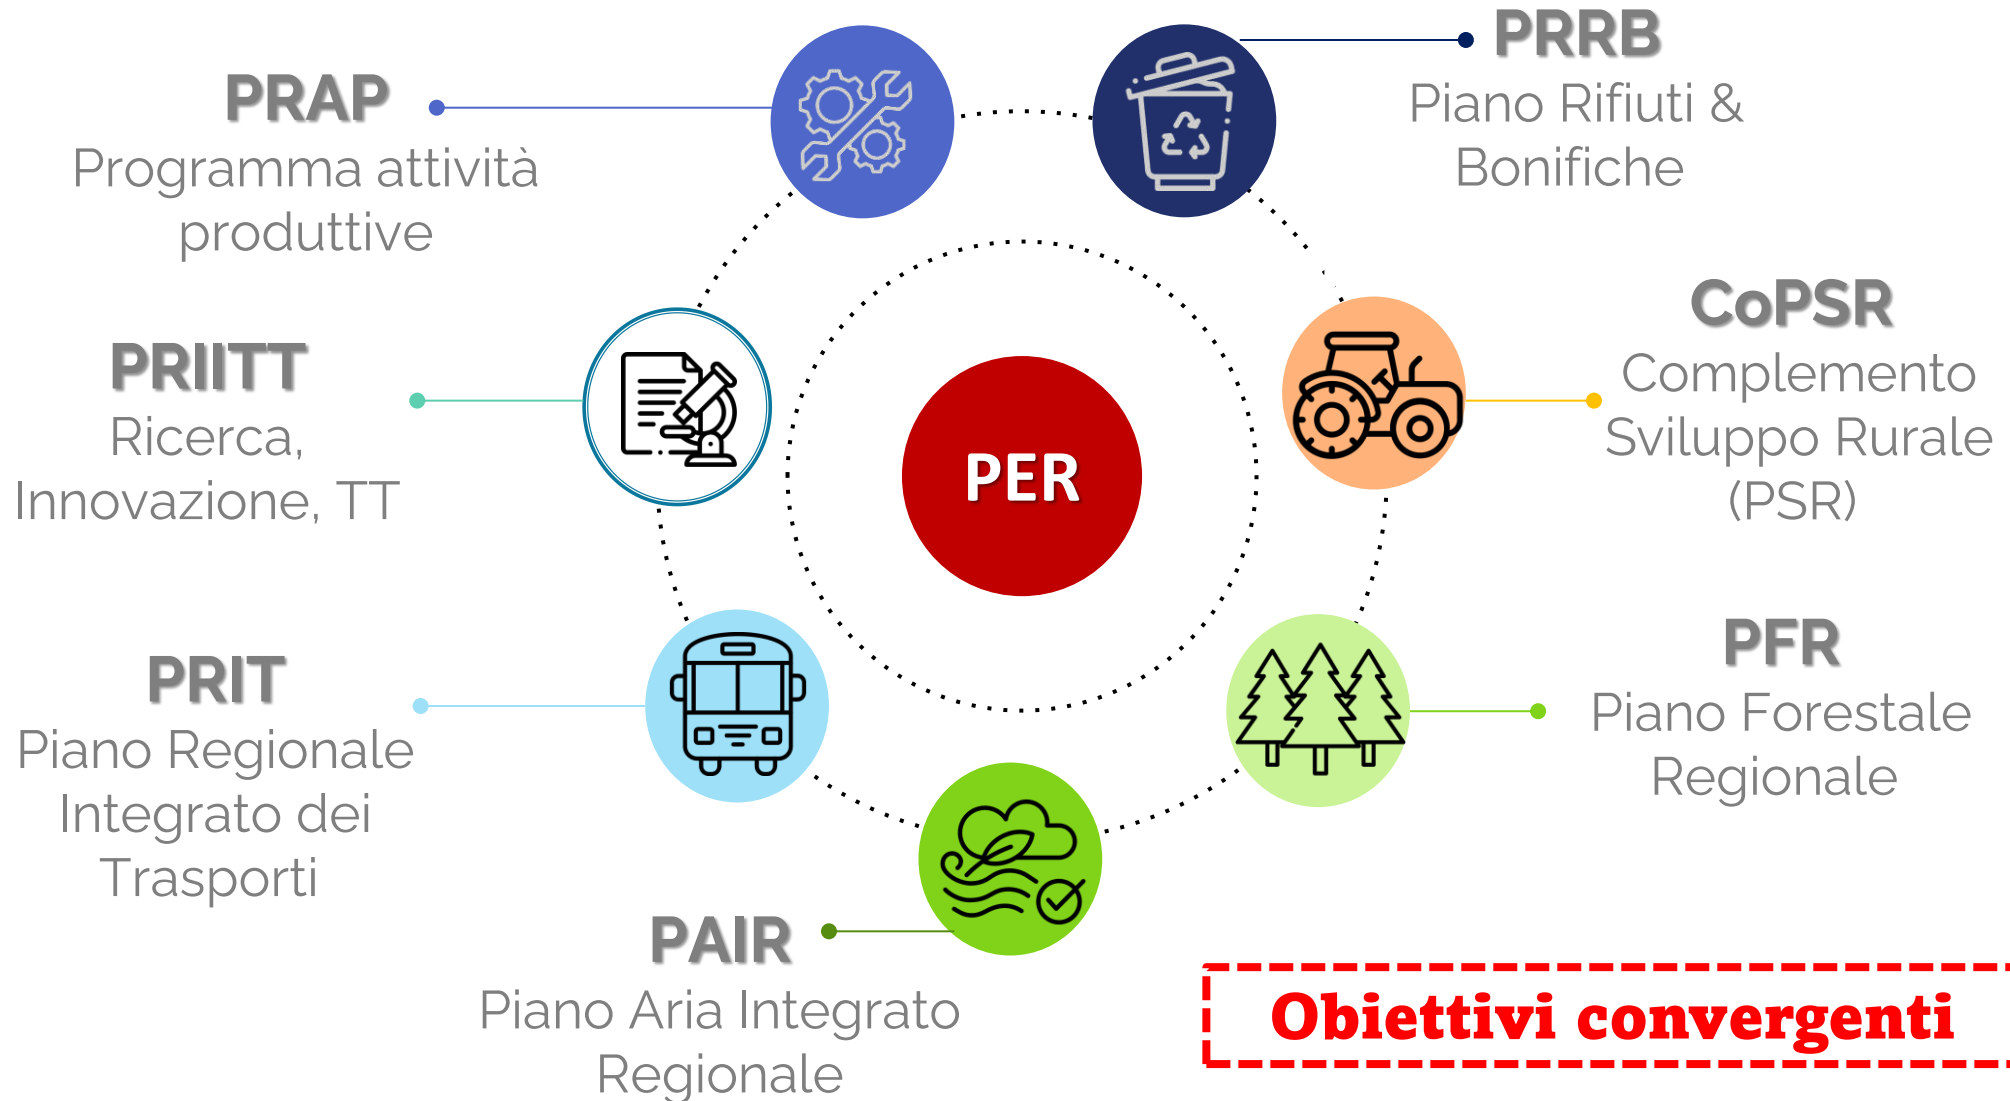 PRAP
Programma attività
produttive
PRRB
Piano Rifiuti &
Bonifiche
PRIITT
Ricerca,
Innovazione, TT
CoPSR
Complemento
Sviluppo Rurale
(PSR)
PER
PRIT
Piano Regionale
Integrato dei
Trasporti
PFR
Piano Forestale
Regionale
PAIR
Piano Aria Integrato
Regionale
Obiettivi convergenti